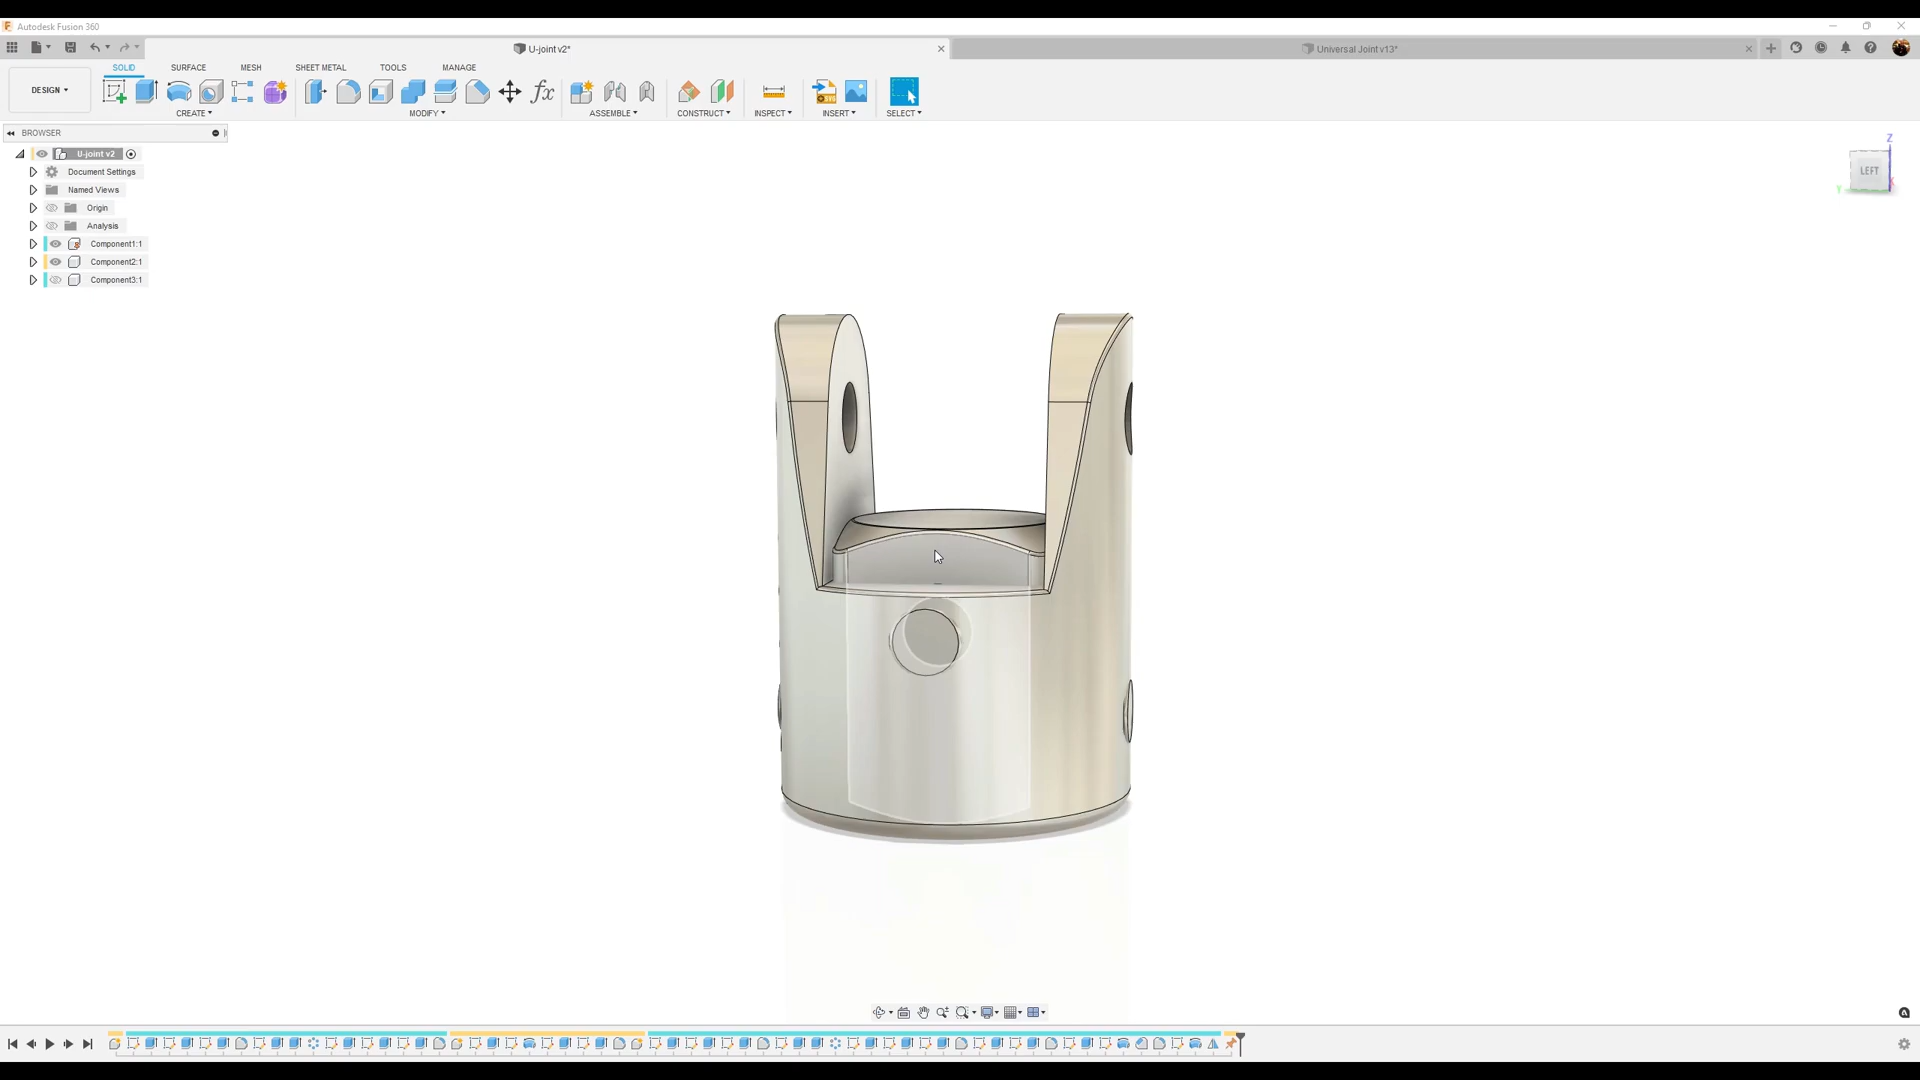 Autodesk Fusion 360
U-joint v2*
Universal Joint v13*
SOLID SURFACE MESH SHEET METAL TOOLS MANAGE
DESIGN
CREATE MODIFY ASSEMBLE CONSTRUCT INSPECT INSERT SELECT
BROWSER
U-joint v2
Document Settings
Named Views
Origin
Analysis
Component1:1
Component2:1
Component3:1
Z
LEFT
Y